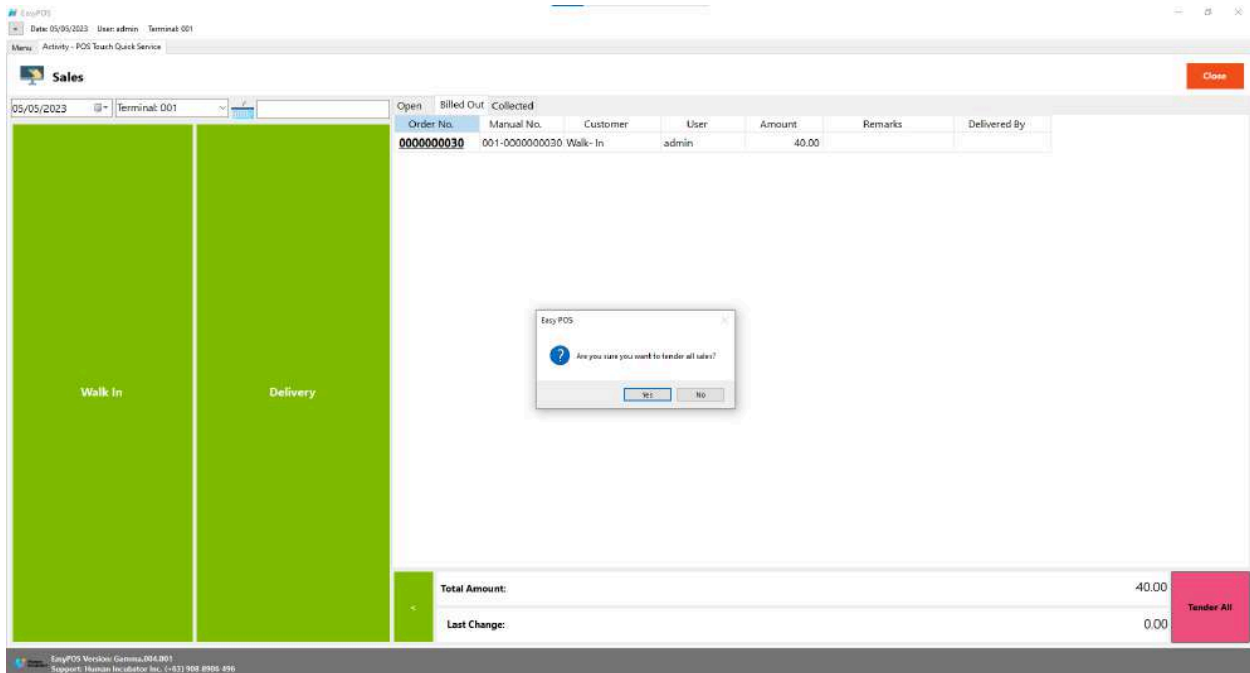 EasyPOS
Date: 05/05/2023 User: admin Terminal: 001
Menu Activity - POS Touch Quick Service
Sales
Close
05/05/2023 Terminal: 001
Open Billed Out Collected
Order No. Manual No. Customer User Amount Remarks Delivered By
0000000030 001-0000000030 Walk- In admin 40.00
Easy POS
Are you sure you want to tender all sales?
Yes No
Walk In Delivery
Total Amount: 40.00
<
Tender All
Last Change: 0.00
EasyPOS Version: Gamma.004.001
Support: Human Incubator Inc. (+63) 908 8906 496